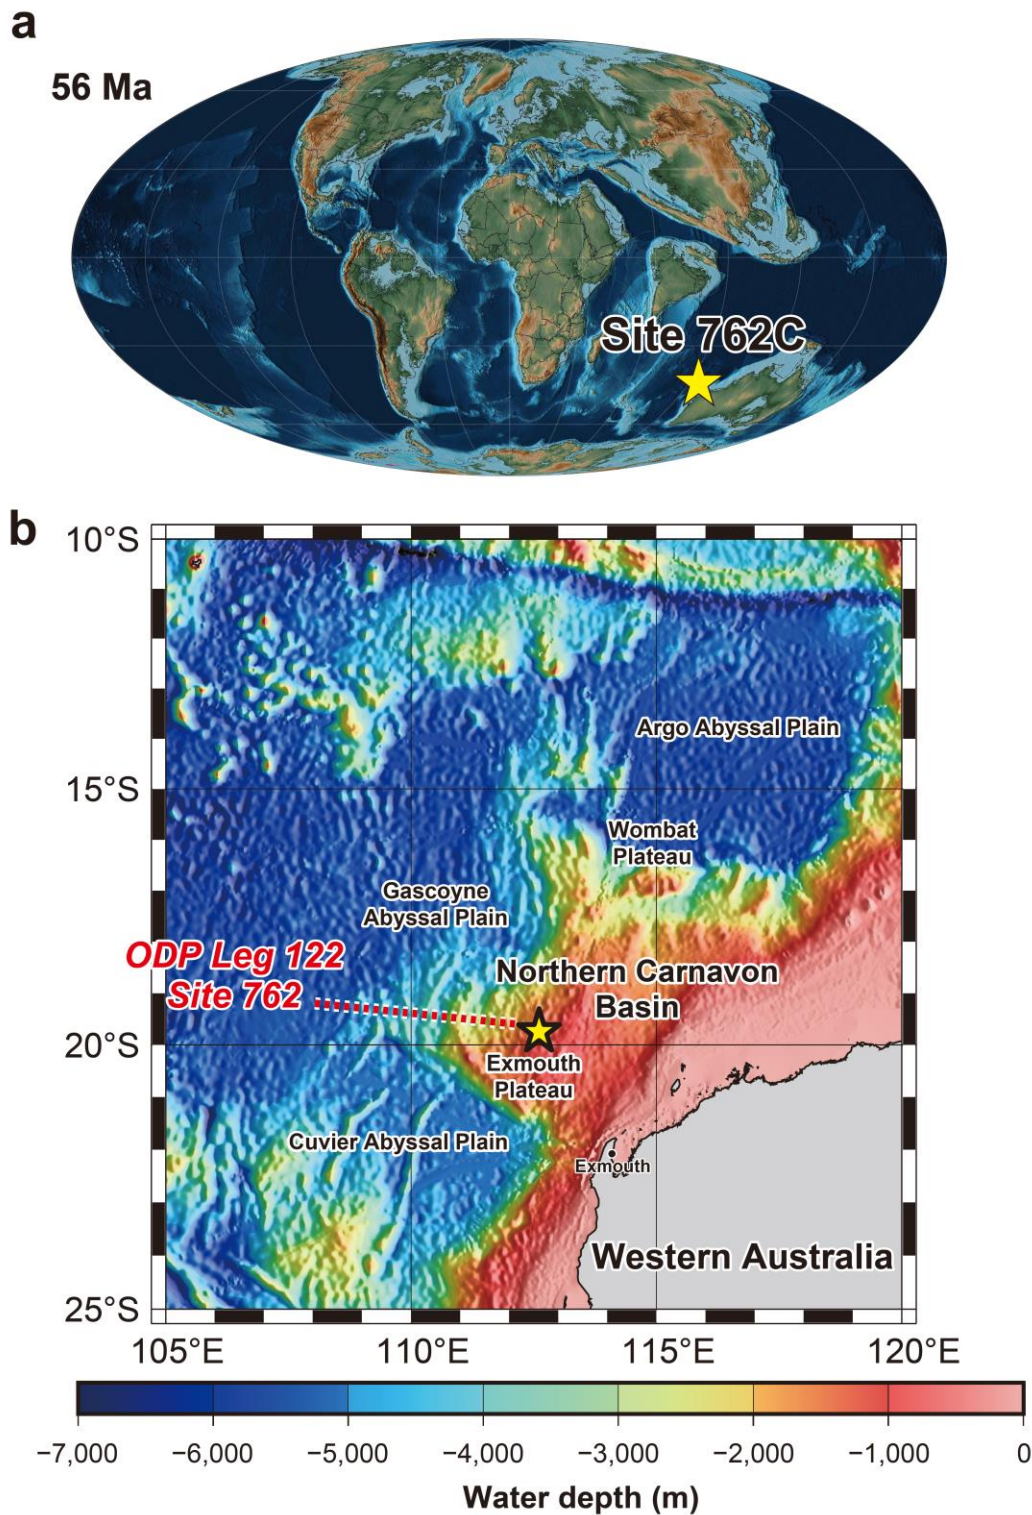 a
56 Ma
Site 762C
b
10°S
15°S
20°S
25°S
Argo Abyssal Plain
Wombat
Plateau
Gascoyne
Abyssal Plain
ODP Leg 122
Site 762
Northern Carnavon
Basin
Exmouth
Plateau
Cuvier Abyssal Plain
Exmouth
Western Australia
105°E
110°E
115°E
120°E
−7,000
−6,000
−5,000
−4,000
−3,000
−2,000
−1,000
0
Water depth (m)